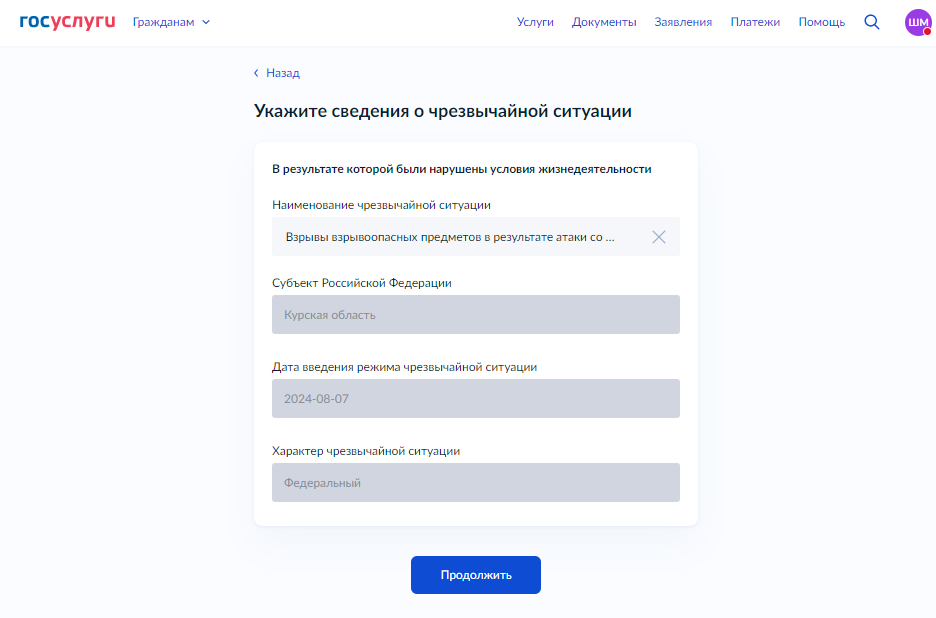 госуслуги Гражданам Услуги Документы Заявления Платежи Помощь ШМ
Назад
Укажите сведения о чрезвычайной ситуации
В результате которой были нарушены условия жизнедеятельности
Наименование чрезвычайной ситуации
Взрывы взрывоопасных предметов в результате атаки со ...
Субъект Российской Федерации
Курская область
Дата введения режима чрезвычайной ситуации
2024-08-07
Характер чрезвычайной ситуации
Федеральный
Продолжить